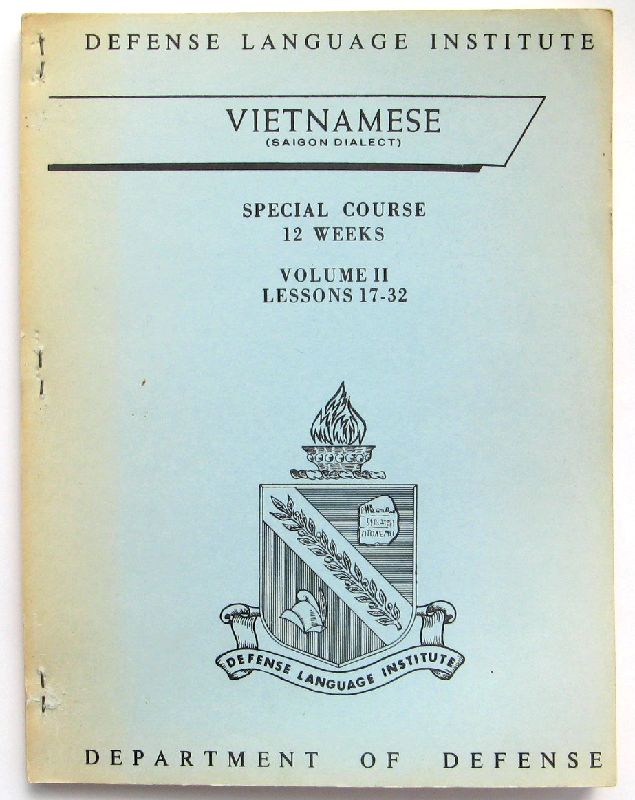 DEFENSE LANGUAGE INSTITUTE
VIETNAMESE
(SAIGON DIALECT)
SPECIAL COURSE
12 WEEKS
VOLUME II
LESSONS 17-32
DEFENSE LANGUAGE INSTITUTE
DEPARTMENT OF DEFENSE